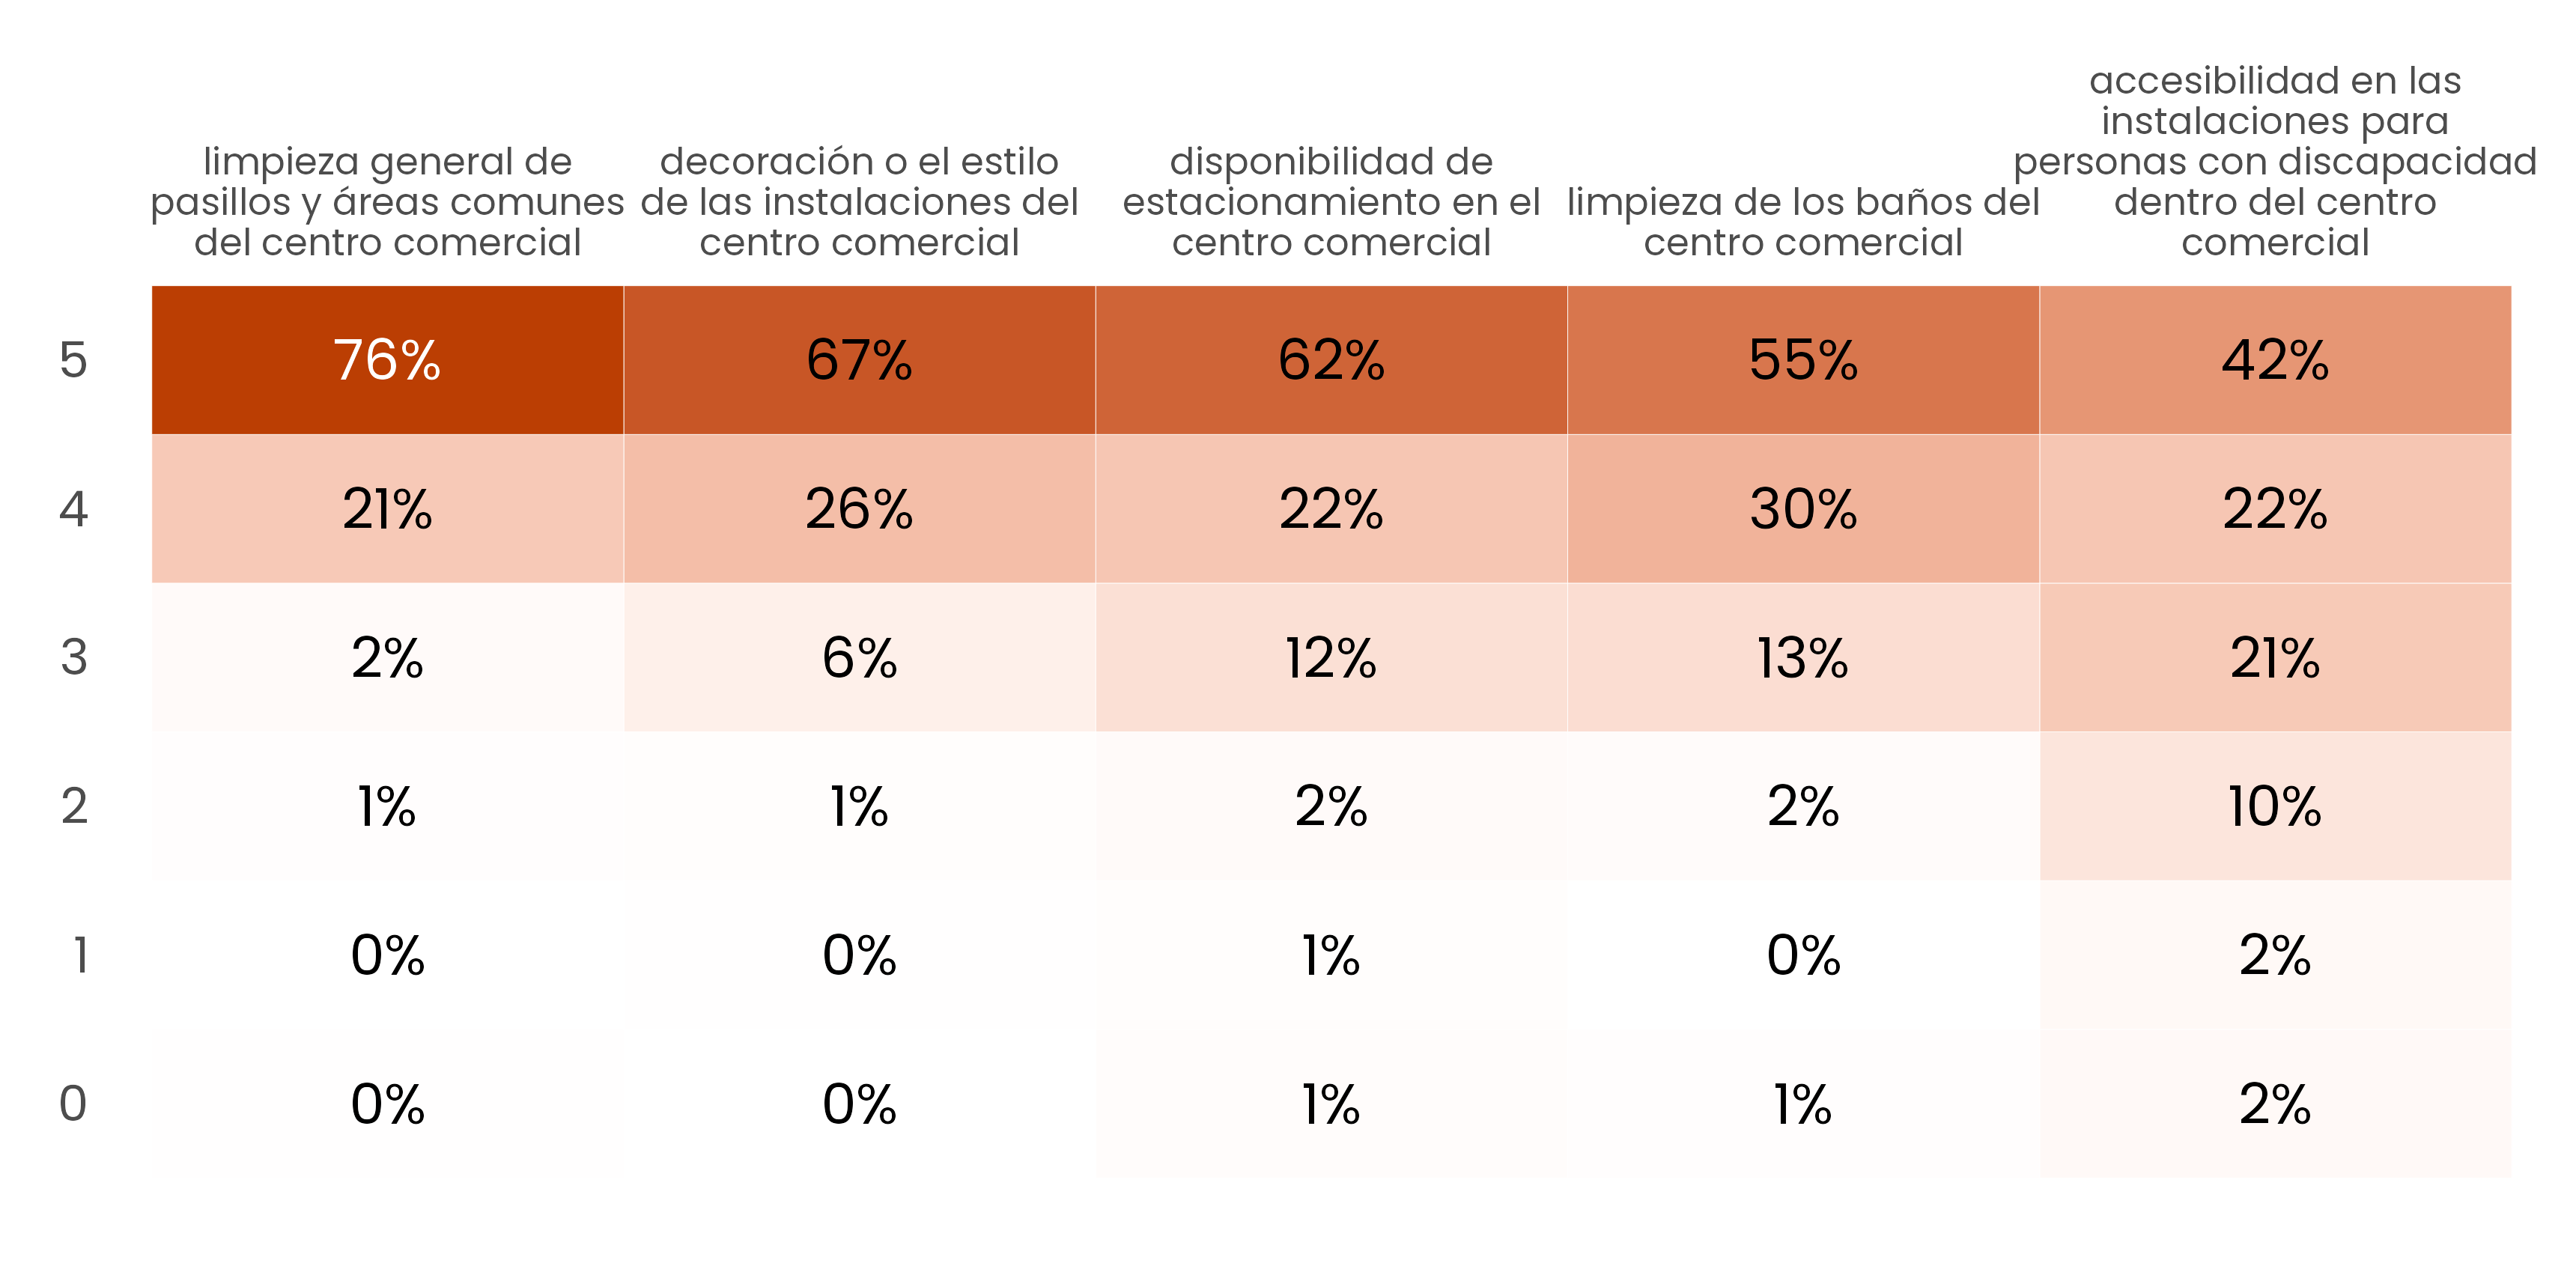 limpieza general de
pasillos y áreas comunes
del centro comercial
decoración o el estilo
de las instalaciones del
centro comercial
disponibilidad de
estacionamiento en el
centro comercial
limpieza de los baños del
centro comercial
accesibilidad en las
instalaciones para
personas con discapacidad
dentro del centro
comercial
5 76% 67% 62% 55% 42%
4 21% 26% 22% 30% 22%
3 2% 6% 12% 13% 21%
2 1% 1% 2% 2% 10%
1 0% 0% 1% 0% 2%
0 0% 0% 1% 1% 2%